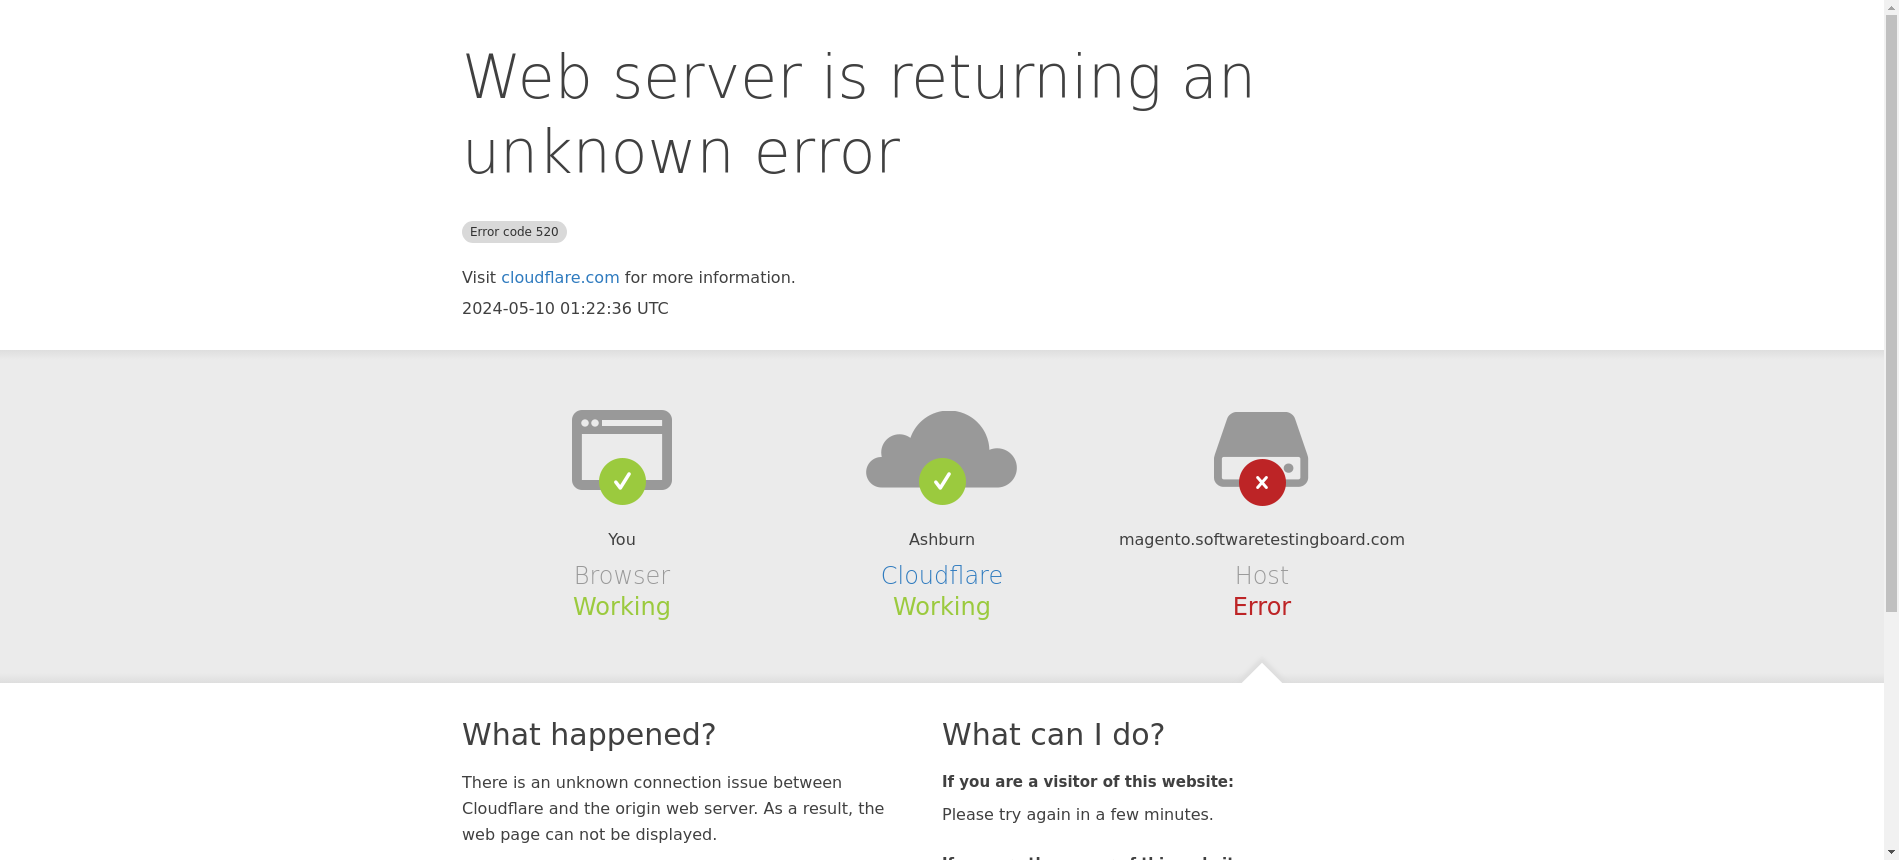 Web server is returning an
unknown error
Error code 520
Visit cloudflare.com for more information.
2024-05-10 01:22:36 UTC
You
Browser
Working
Ashburn
Cloudflare
Working
magento.softwaretestingboard.com
Host
Error
What happened?
There is an unknown connection issue between
Cloudflare and the origin web server. As a result, the
web page can not be displayed.
What can I do?
If you are a visitor of this website:
Please try again in a few minutes.